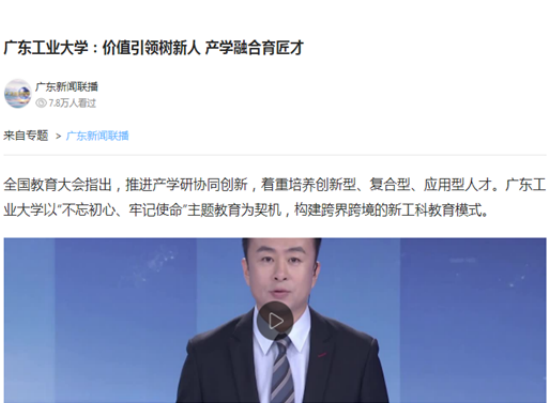 广东工业大学：价值引领树新人 产学融合育匠才
广东新闻联播
7.8万人看过
来自专题 > 广东新闻联播
全国教育大会指出，推进产学研协同创新，着重培养创新型、复合型、应用型人才。广东工
业大学以“不忘初心、牢记使命”主题教育为契机，构建跨界跨境的新工科教育模式。